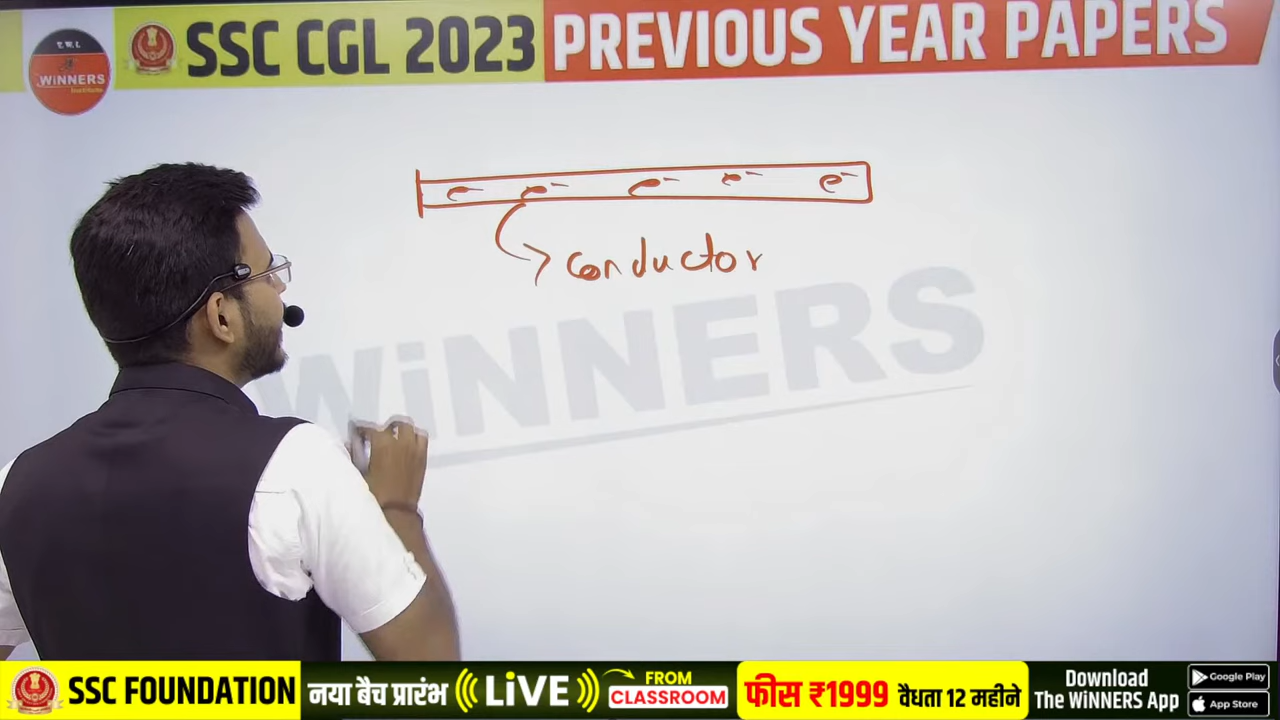 SSC CGL 2023 PREVIOUS YEAR PAPERS
WiNNERS
Institute
e- e- e- e- e-
conductor
WiNNERS
SSC FOUNDATION नया बैच प्रारंभ LiVE FROM CLASSROOM फीस ₹1999 वैधता 12 महीने Download The WiNNERS App
Google Play
App Store